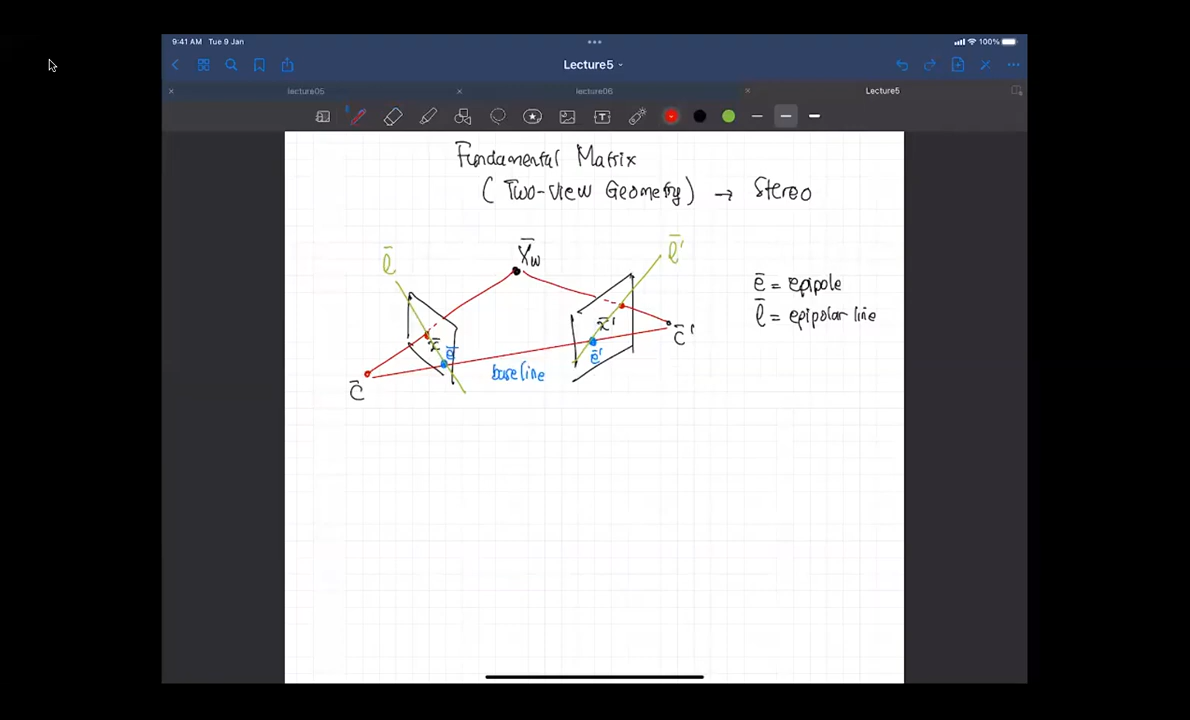 9:41 AM Tue 9 Jan
100%
Lecture5
lecture05
lecture06
Lecture5
Fundamental Matrix
(Two-view Geometry) → Stereo
l̄
X̄w
l̄'
ē = epipole
l̄ = epipolar line
x̄
x̄'
C̄'
ē
ē'
baseline
C̄